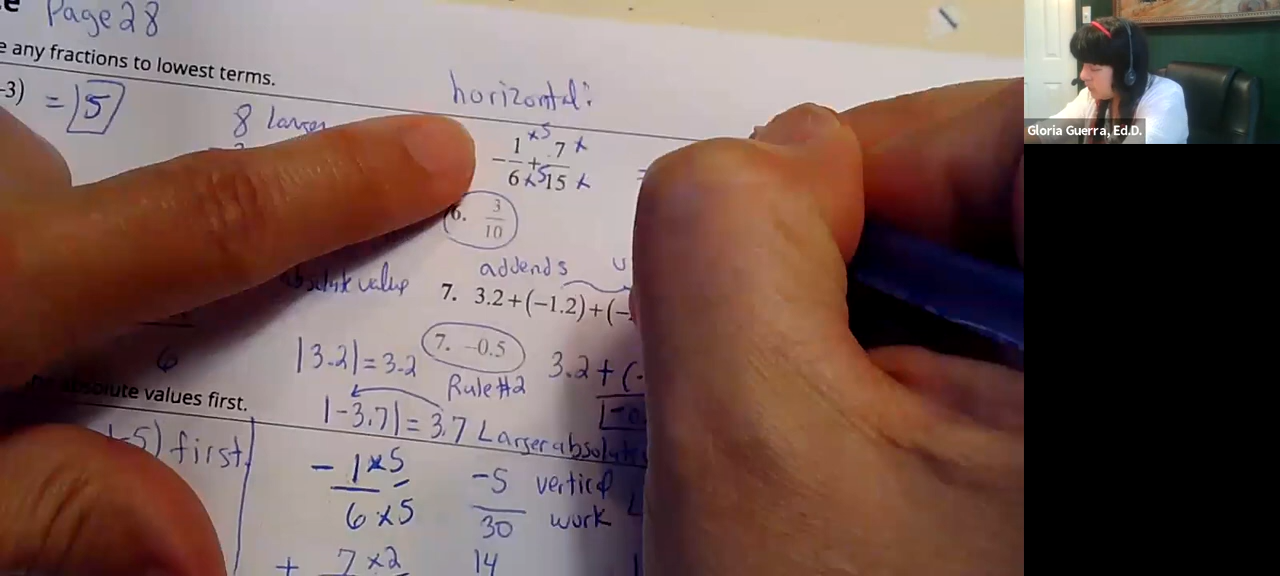 Page 28
any fractions to lowest terms.
-3) = 5
8 Larger
horizontal:
- 1/6 ×5 ×5 + 7/15 × ×
6. 3/10
addends
absolute value
7. 3.2+(−1.2)+(−
7. −0.5
|3.2|=3.2
3.2+(-
Rule #2
absolute values first.
|-3.7| = 3.7 Larger absolute
-5) first
- 1×5 / 6×5
-5/30
vertical
work
+ 7×2
14
Gloria Guerra, Ed.D.